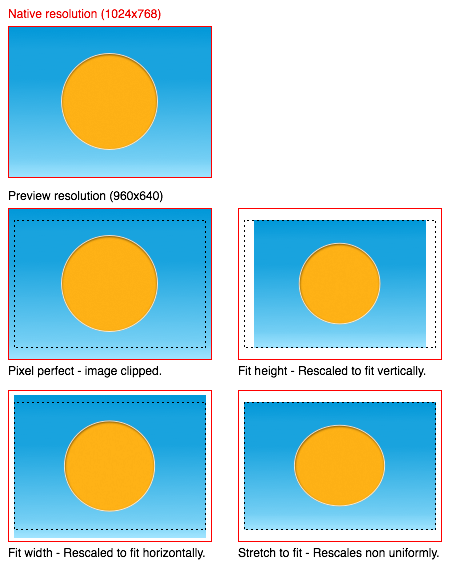 Native resolution (1024x768)
Preview resolution (960x640)
Pixel perfect - image clipped.
Fit height - Rescaled to fit vertically.
Fit width - Rescaled to fit horizontally.
Stretch to fit - Rescales non uniformly.